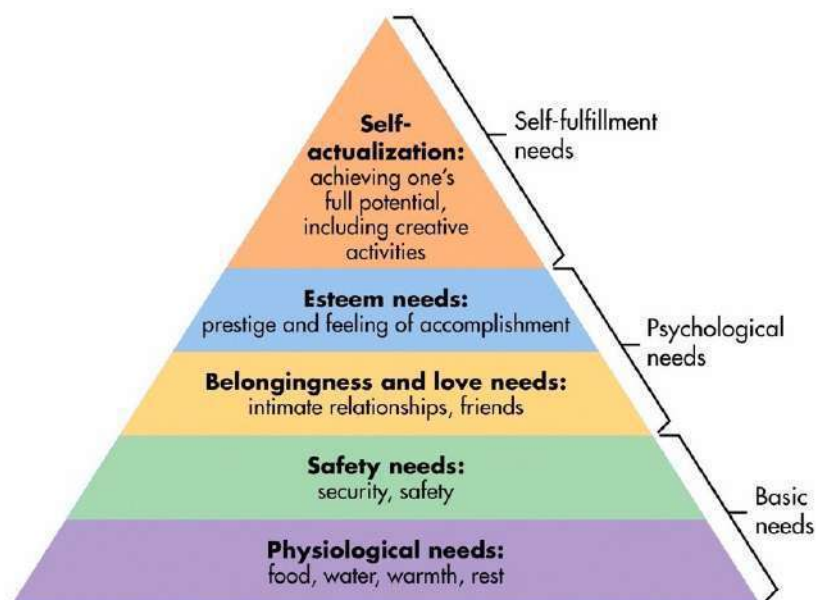 Self-
actualization:
achieving one's
full potential,
including creative
activities
Self-fulfillment
needs
Esteem needs:
prestige and feeling of accomplishment
Psychological
needs
Belongingness and love needs:
intimate relationships, friends
Safety needs:
security, safety
Basic
needs
Physiological needs:
food, water, warmth, rest